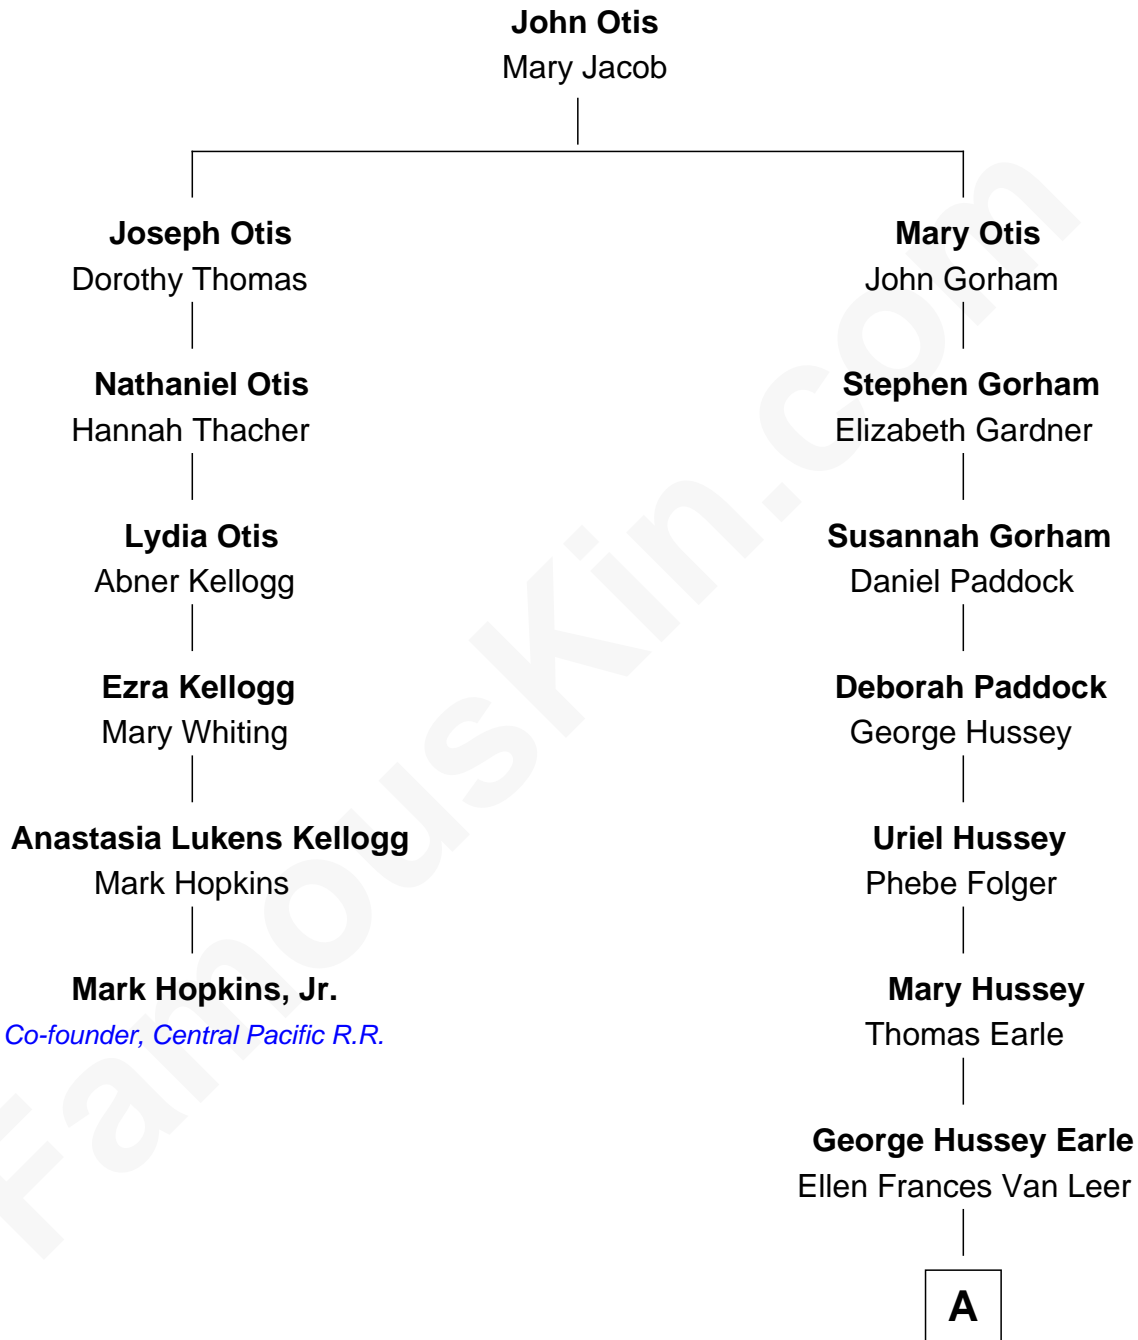 John Otis
Mary Jacob
Joseph Otis
Dorothy Thomas
Mary Otis
John Gorham
Nathaniel Otis
Hannah Thacher
Stephen Gorham
Elizabeth Gardner
Lydia Otis
Abner Kellogg
Susannah Gorham
Daniel Paddock
Ezra Kellogg
Mary Whiting
Deborah Paddock
George Hussey
Anastasia Lukens Kellogg
Mark Hopkins
Uriel Hussey
Phebe Folger
Mark Hopkins, Jr.
Co-founder, Central Pacific R.R.
Mary Hussey
Thomas Earle
George Hussey Earle
Ellen Frances Van Leer
A
FamousKin.com